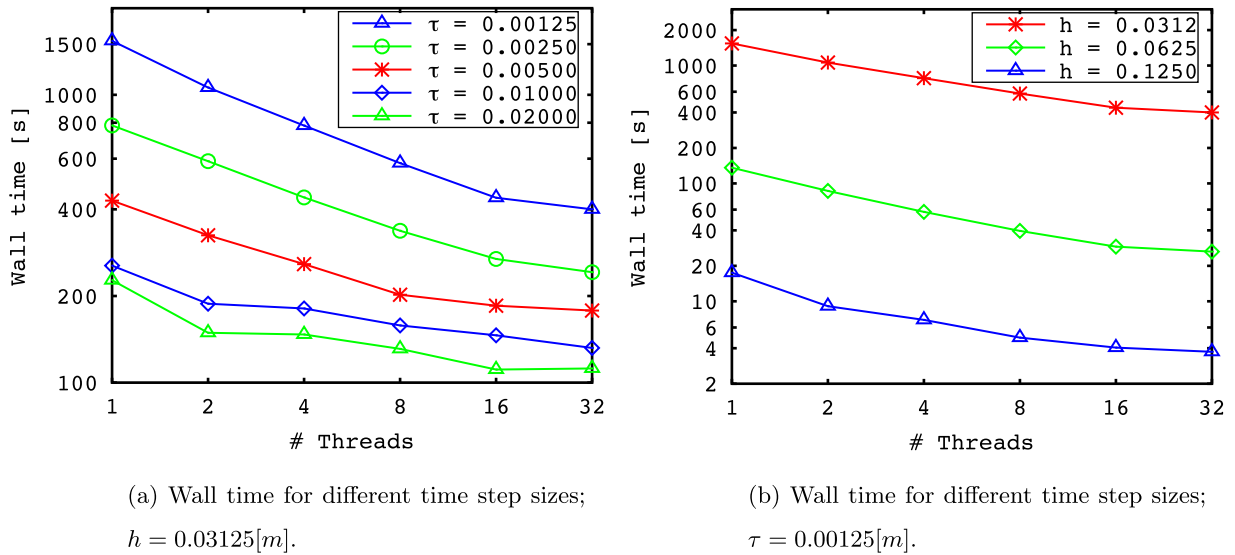 1500
1000
800
600
400
200
100
Wall time [s]
1 2 4 8 16 32
# Threads
τ = 0.00125
τ = 0.00250
τ = 0.00500
τ = 0.01000
τ = 0.02000
(a) Wall time for different time step sizes;
h = 0.03125[m].
2000
1000
600
400
200
100
60
40
20
10
6
4
2
Wall time [s]
1 2 4 8 16 32
# Threads
h = 0.0312
h = 0.0625
h = 0.1250
(b) Wall time for different time step sizes;
τ = 0.00125[m].